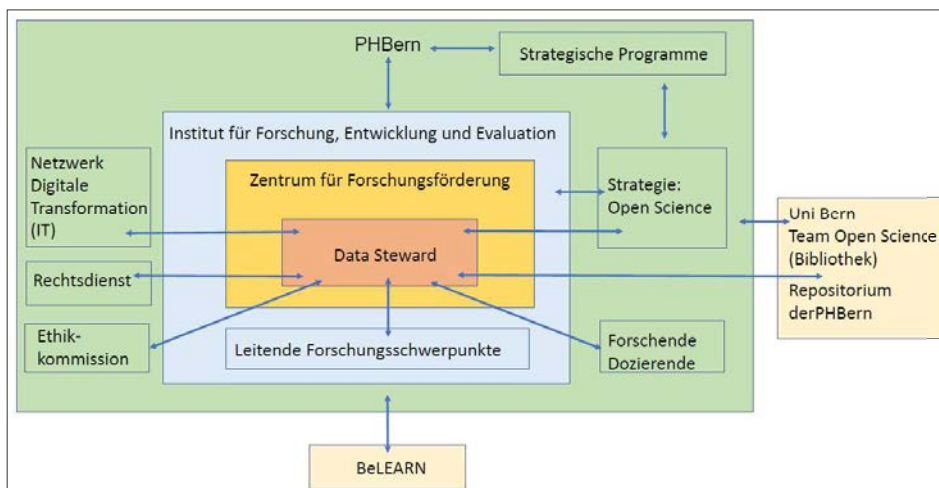 PHBern
Strategische Programme
Institut für Forschung, Entwicklung und Evaluation
Netzwerk
Digitale
Transformation
(IT)
Zentrum für Forschungsförderung
Strategie:
Open Science
Data Steward
Uni Bern
Team Open Science
(Bibliothek)
Repositorium
derPHBern
Rechtsdienst
Ethik-
kommission
Leitende Forschungsschwerpunkte
Forschende
Dozierende
BeLEARN